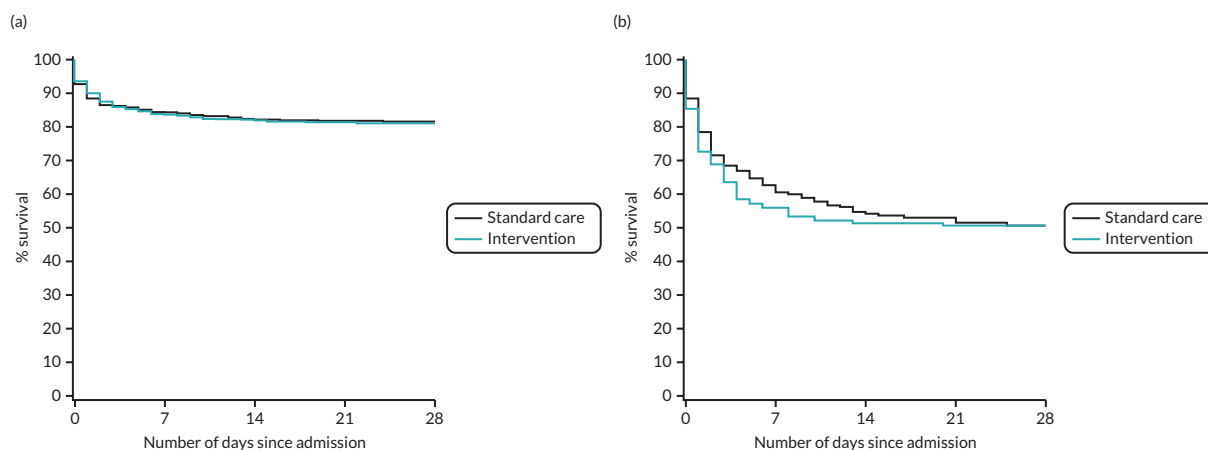 (a)
100
90
80
70
60
50
40
30
20
10
0
% survival
0 7 14 21 28
Number of days since admission
Standard care
Intervention
(b)
100
90
80
70
60
50
40
30
20
10
0
% survival
0 7 14 21 28
Number of days since admission
Standard care
Intervention